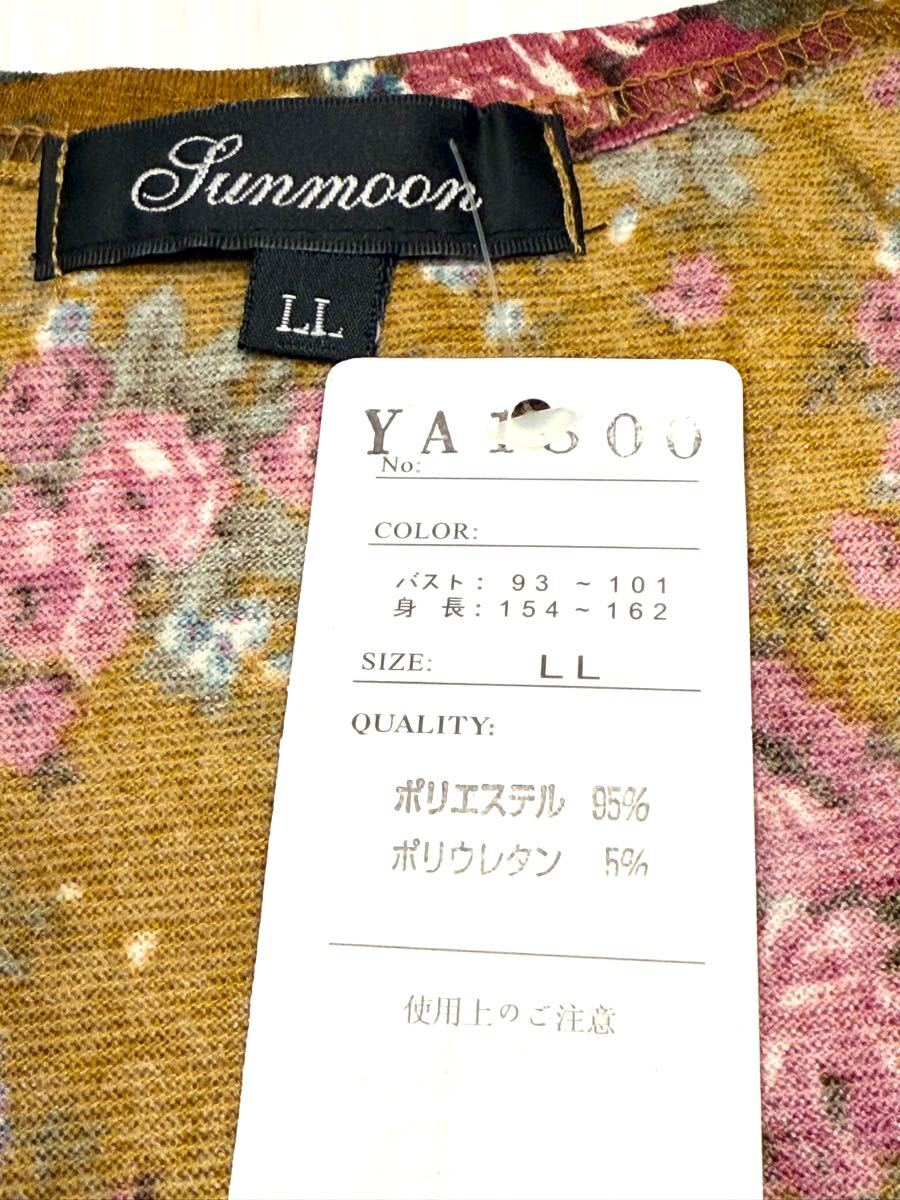 Sunmoon
LL
No:
COLOR:
バスト: 93 ~ 101
身 長: 154 ~ 162
SIZE: LL
QUALITY:
ポリエステル 95%
ポリウレタン 5%
使用上のご注意